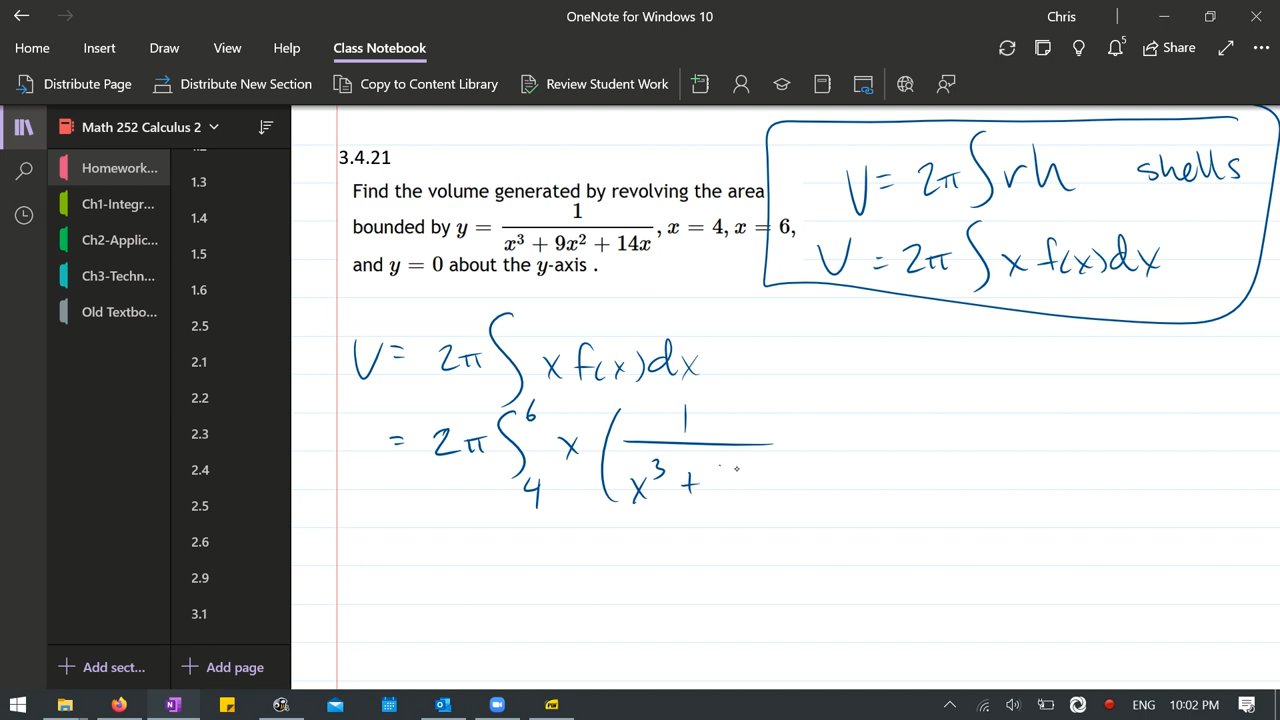 OneNote for Windows 10
Chris
Home Insert Draw View Help Class Notebook
5
Share
Distribute Page Distribute New Section Copy to Content Library Review Student Work
Math 252 Calculus 2
Homework...
Ch1-Integr...
Ch2-Applic...
Ch3-Techn...
Old Textbo...
1.3
1.4
1.5
1.6
2.5
2.1
2.2
2.3
2.4
2.5
2.6
2.9
3.1
Add sect...
Add page
3.4.21
Find the volume generated by revolving the area
bounded by y = 1/(x³ + 9x² + 14x), x = 4, x = 6,
and y = 0 about the y-axis .
V = 2π ∫ rh shells
V = 2π ∫ x f(x)dx
V = 2π ∫ x f(x)dx
= 2π ∫₄⁶ x ( 1/(x³ +
ENG 10:02 PM